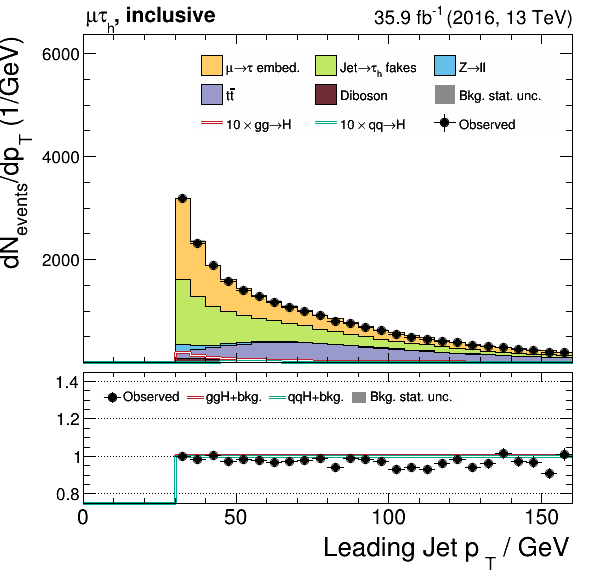 μτh, inclusive 35.9 fb-1 (2016, 13 TeV)
6000
4000
2000
dNevents/dpT (1/GeV)
μ→τ embed. Jet→τh fakes Z→ll
tt̄ Diboson Bkg. stat. unc.
10 × gg→H 10 × qq→H Observed
1.4
1.2
1
0.8
Observed ggH+bkg. qqH+bkg. Bkg. stat. unc.
0 50 100 150
Leading Jet pT / GeV